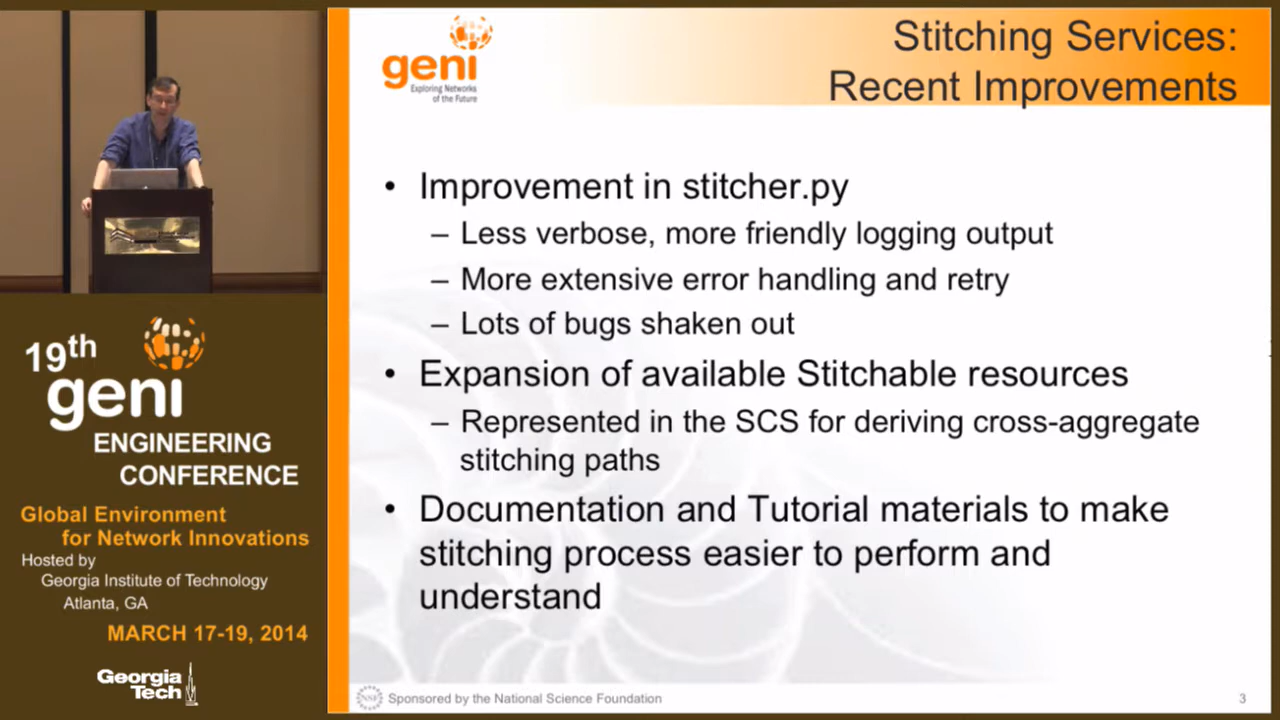 19th
geni
ENGINEERING
CONFERENCE
Global Environment
for Network Innovations
Hosted by
Georgia Institute of Technology
Atlanta, GA
MARCH 17-19, 2014
Georgia
Tech
geni
Exploring Networks
of the Future
Stitching Services:
Recent Improvements
• Improvement in stitcher.py
– Less verbose, more friendly logging output
– More extensive error handling and retry
– Lots of bugs shaken out
• Expansion of available Stitchable resources
– Represented in the SCS for deriving cross-aggregate
stitching paths
• Documentation and Tutorial materials to make
stitching process easier to perform and
understand
NSF
Sponsored by the National Science Foundation
3